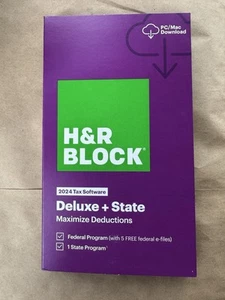 PC/Mac
Download
H&R
BLOCK®
2024 Tax Software
Deluxe + State
Maximize Deductions
Federal Program (with 5 FREE federal e-files)
1 State Program